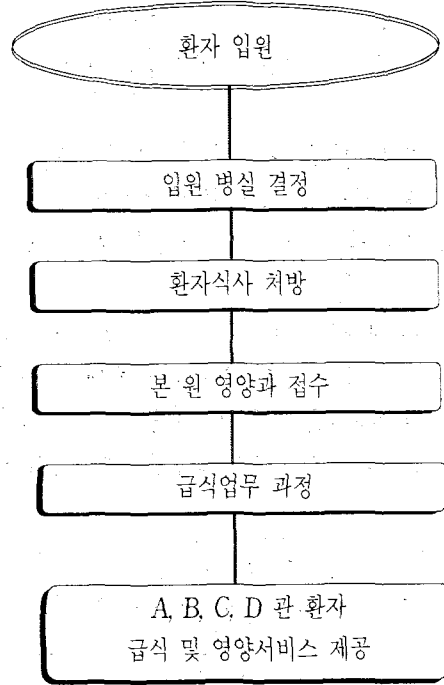 환자 입원
입원 병실 결정
환자식사 처방
본 원 영양과 접수
급식업무 과정
A, B, C, D 관 환자
급식 및 영양서비스 제공